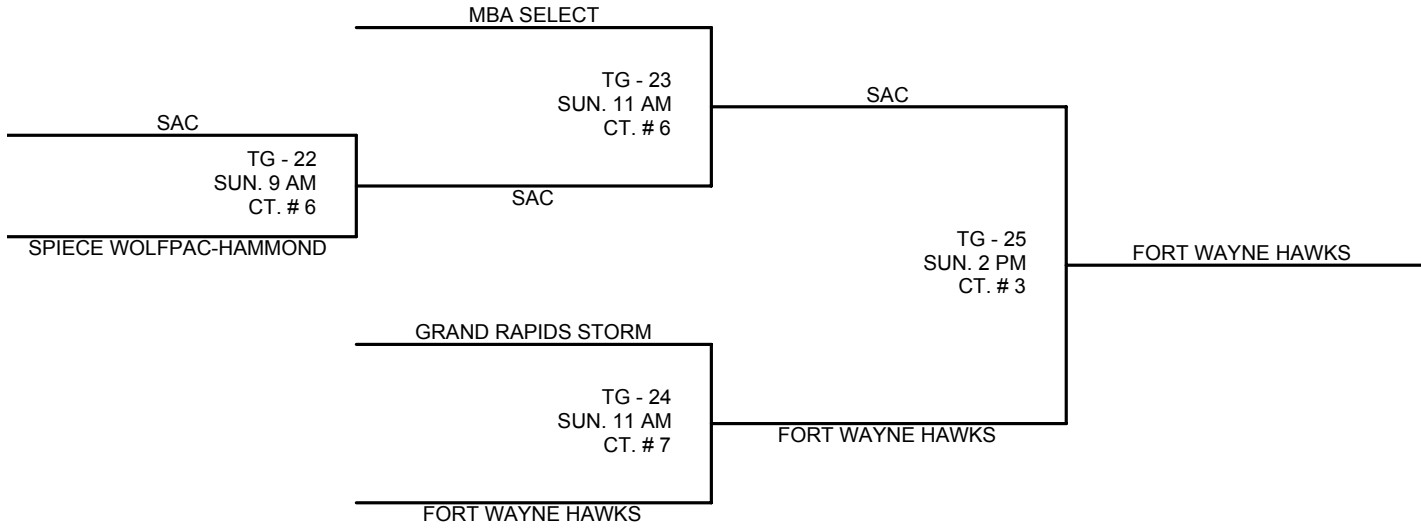 MBA SELECT
TG - 23
SUN. 11 AM
CT. # 6
SAC
SAC
TG - 22
SUN. 9 AM
CT. # 6
SAC
SPIECE WOLFPAC-HAMMOND
TG - 25
SUN. 2 PM
CT. # 3
FORT WAYNE HAWKS
GRAND RAPIDS STORM
TG - 24
SUN. 11 AM
CT. # 7
FORT WAYNE HAWKS
FORT WAYNE HAWKS